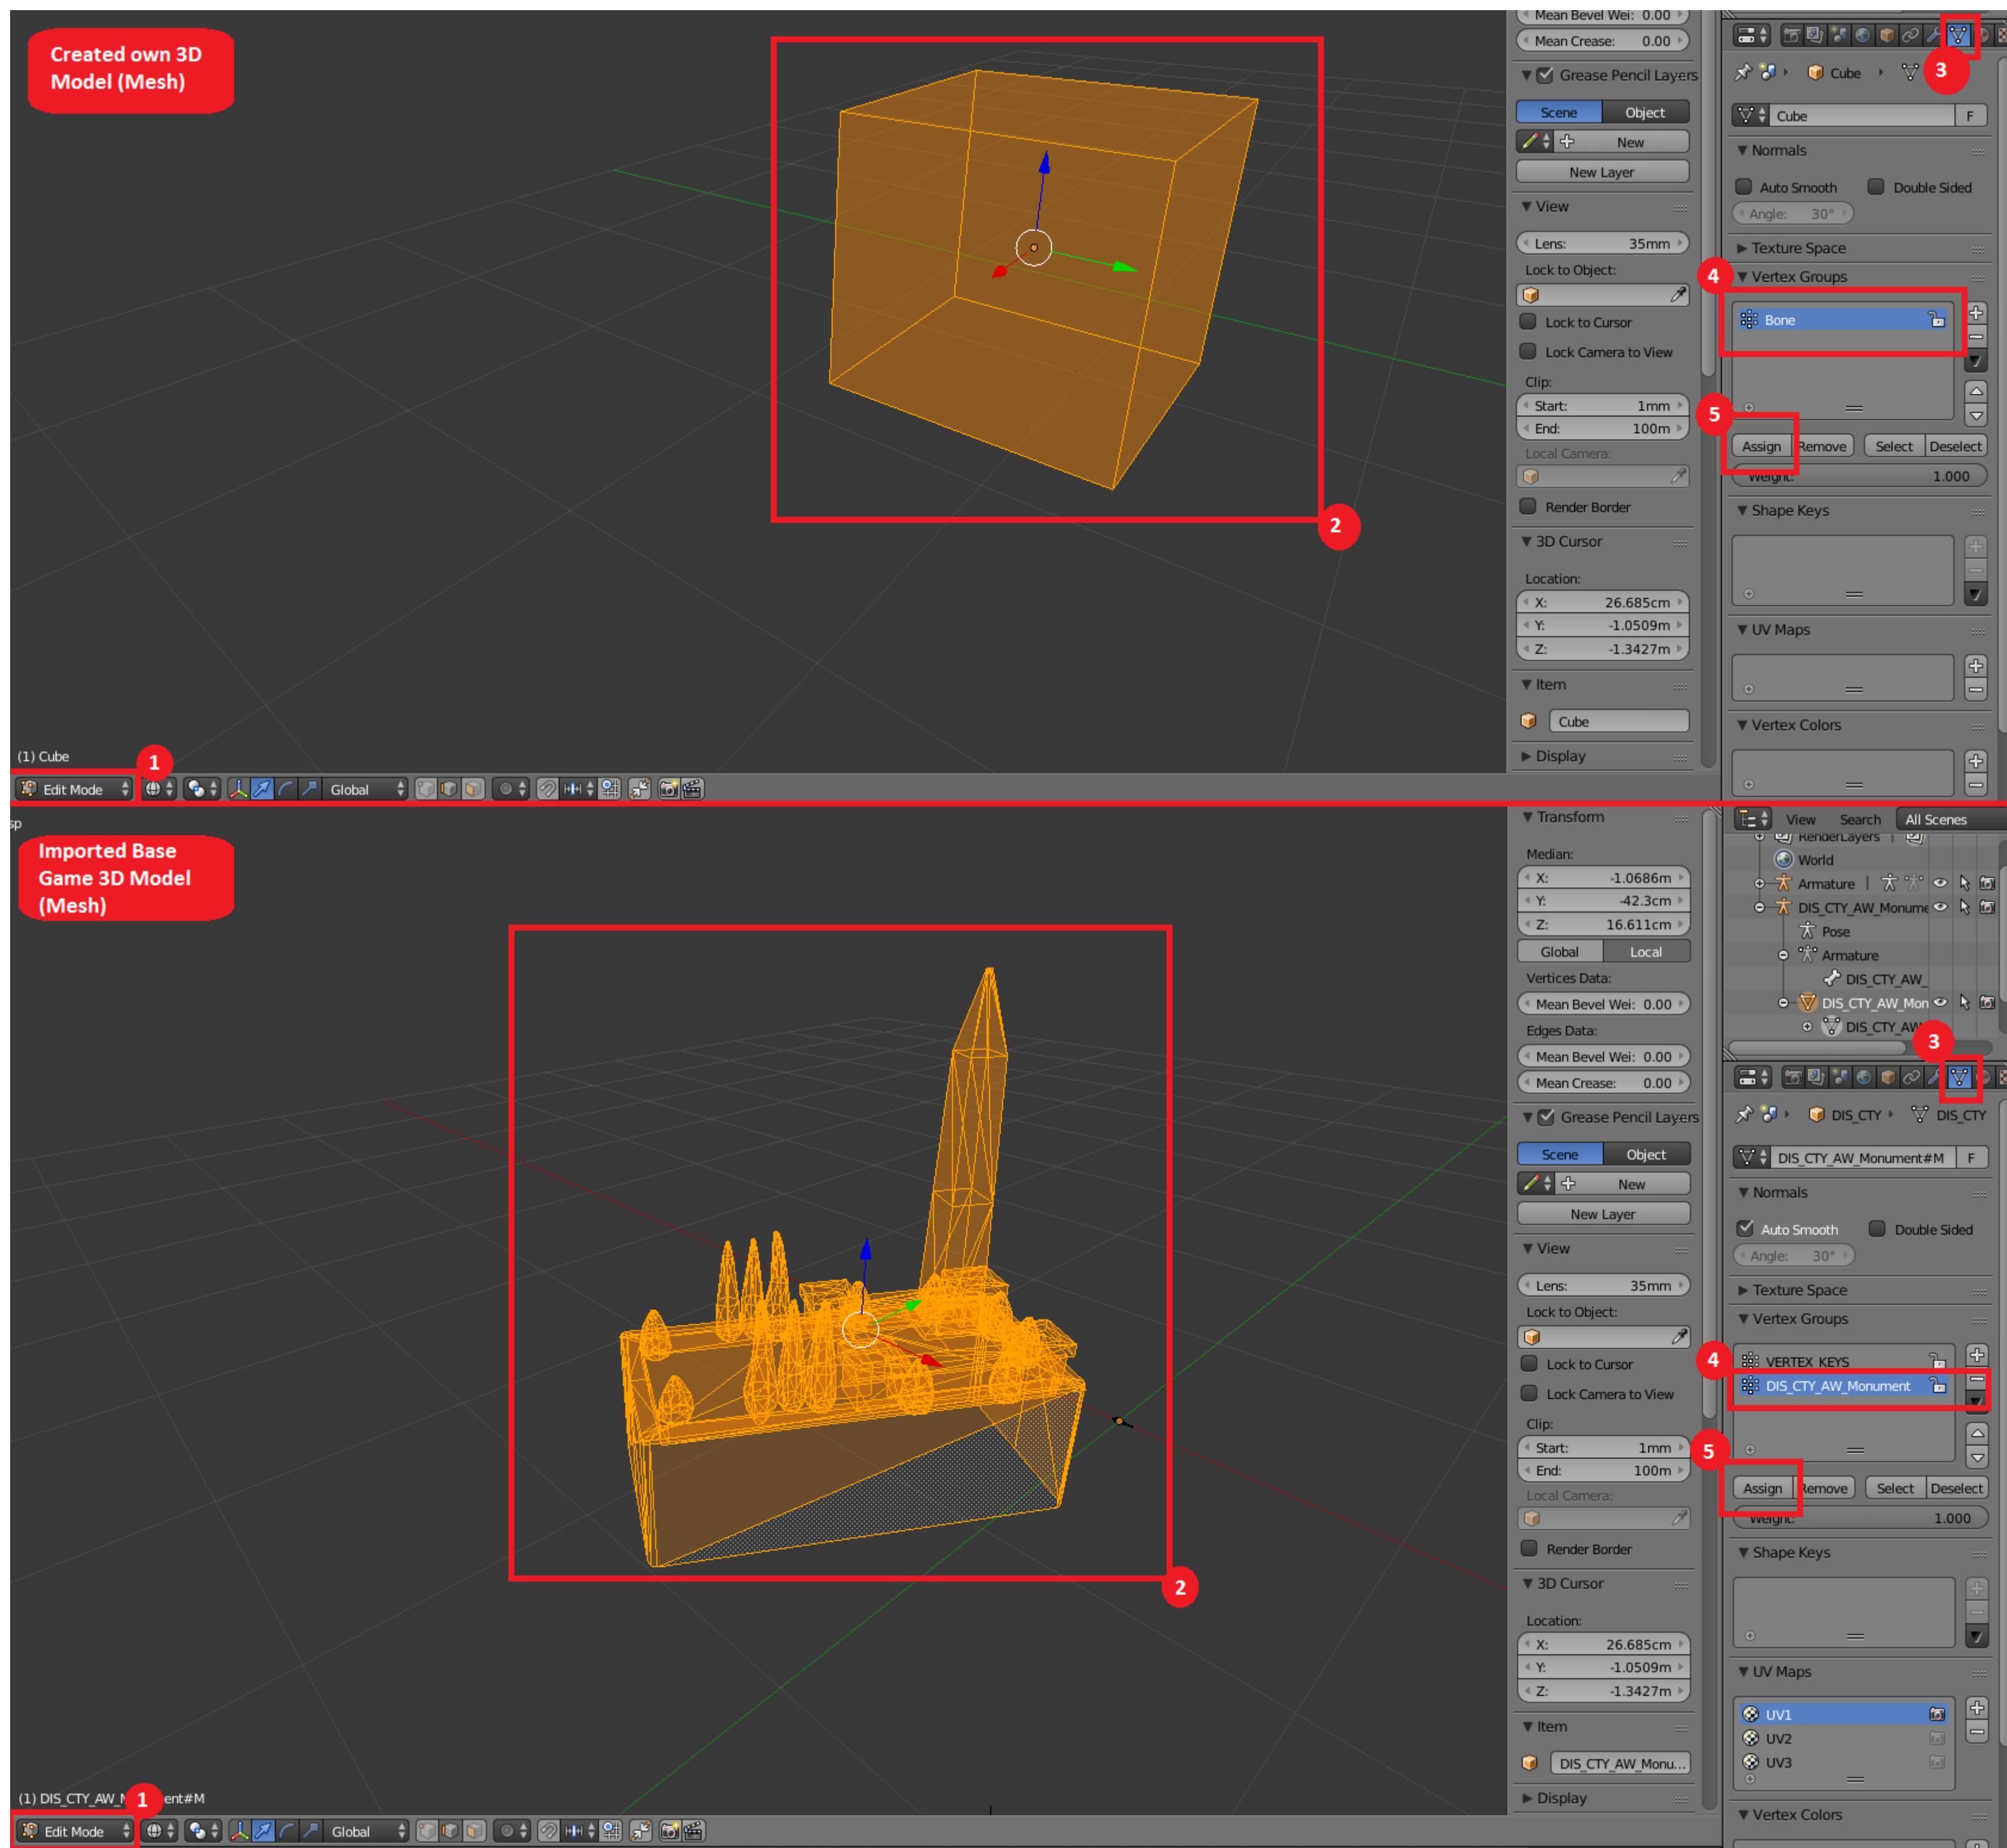 Created own 3D
Model (Mesh)
Mean Bevel Wei: 0.00
Mean Crease: 0.00
Grease Pencil Layers
Scene Object
New
New Layer
View
Lens: 35mm
Lock to Object:
Lock to Cursor
Lock Camera to View
Clip:
Start: 1mm
End: 100m
Local Camera:
Render Border
3D Cursor
Location:
X: 26.685cm
Y: -1.0509m
Z: -1.3427m
Item
Cube
Display
3
Cube
Cube F
Normals
Auto Smooth Double Sided
Angle: 30°
Texture Space
4
Vertex Groups
Bone
5
Assign Remove Select Deselect
Weight: 1.000
Shape Keys
UV Maps
Vertex Colors
2
(1) Cube
1
Edit Mode Global
sp
Imported Base
Game 3D Model
(Mesh)
Transform
Median:
X: -1.0686m
Y: -42.3cm
Z: 16.611cm
Global Local
Vertices Data:
Mean Bevel Wei: 0.00
Edges Data:
Mean Bevel Wei: 0.00
Mean Crease: 0.00
Grease Pencil Layers
Scene Object
New
New Layer
View
Lens: 35mm
Lock to Object:
Lock to Cursor
Lock Camera to View
Clip:
Start: 1mm
End: 100m
Local Camera:
Render Border
3D Cursor
Location:
X: 26.685cm
Y: -1.0509m
Z: -1.3427m
Item
DIS_CTY_AW_Monu...
Display
View Search All Scenes
RenderLayers
World
Armature
DIS_CTY_AW_Monume
Pose
Armature
DIS_CTY_AW_
DIS_CTY_AW_Mon
DIS_CTY_AW
3
DIS_CTY DIS_CTY
DIS_CTY_AW_Monument#M F
Normals
Auto Smooth Double Sided
Angle: 30°
Texture Space
Vertex Groups
4
VERTEX_KEYS
DIS_CTY_AW_Monument
5
Assign Remove Select Deselect
Weight: 1.000
Shape Keys
UV Maps
UV1
UV2
UV3
Vertex Colors
2
(1) DIS_CTY_AW_M ent#M
1
Edit Mode Global